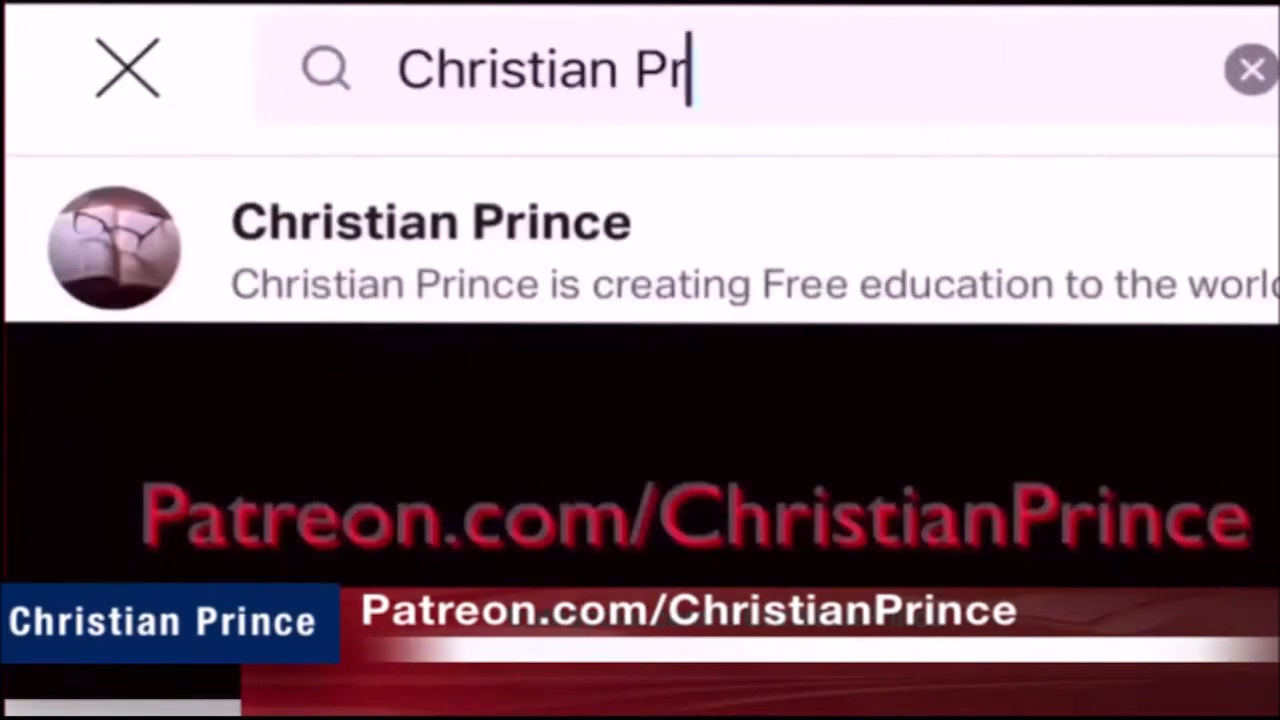 Christian Pr
Christian Prince
Christian Prince is creating Free education to the world
Patreon.com/ChristianPrince
Christian Prince
Patreon.com/ChristianPrince